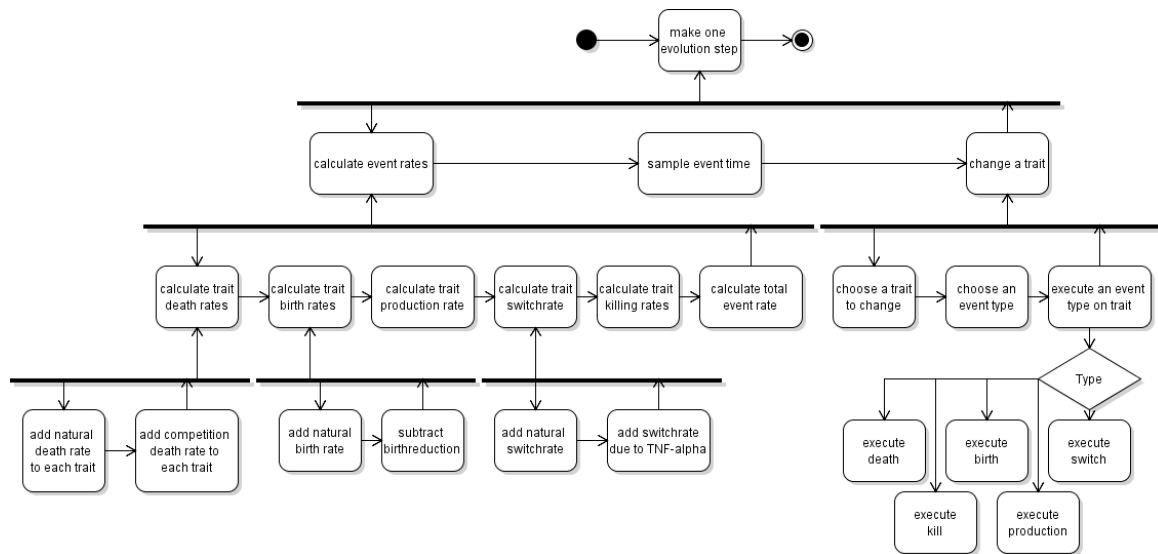 make one
evolution step
calculate event rates
sample event time
change a trait
calculate trait
death rates
calculate trait
birth rates
calculate trait
production rate
calculate trait
switchrate
calculate trait
killing rates
calculate total
event rate
choose a trait
to change
choose an
event type
execute an event
type on trait
Type
add natural
death rate
to each trait
add competition
death rate to
each trait
add natural
birth rate
subtract
birthreduction
add natural
switchrate
add switchrate
due to TNF-alpha
execute
death
execute
birth
execute
switch
execute
kill
execute
production